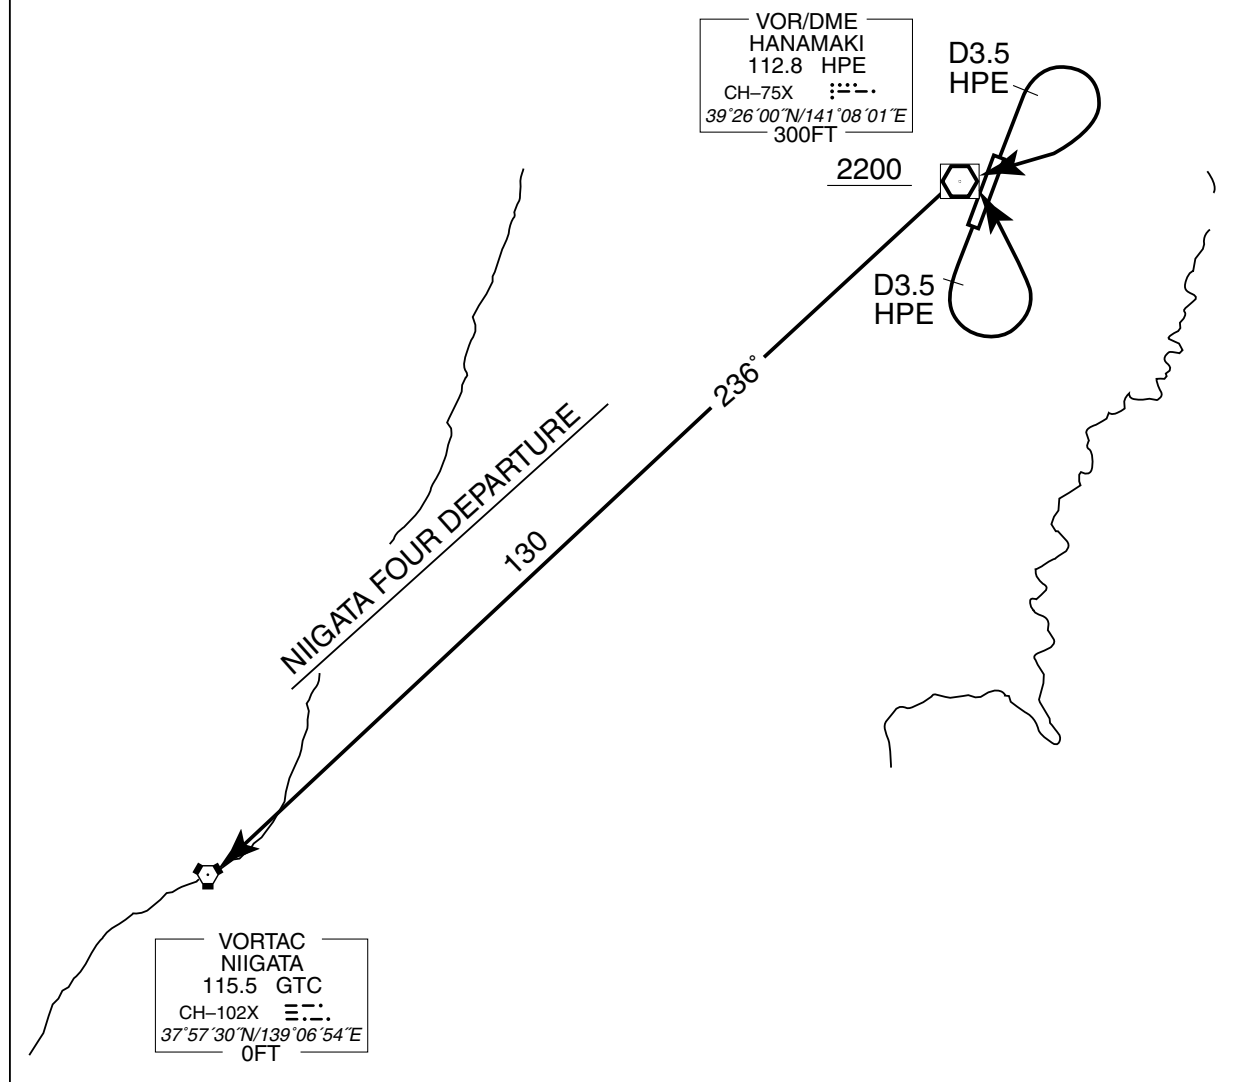 VOR/DME
HANAMAKI
112.8 HPE
CH–75X
39°26´00˝N/141°08´01˝E
300FT
D3.5
HPE
2200
D3.5
HPE
236°
NIIGATA FOUR DEPARTURE
130
VORTAC
NIIGATA
115.5 GTC
CH–102X
37°57´30˝N/139°06´54˝E
0FT